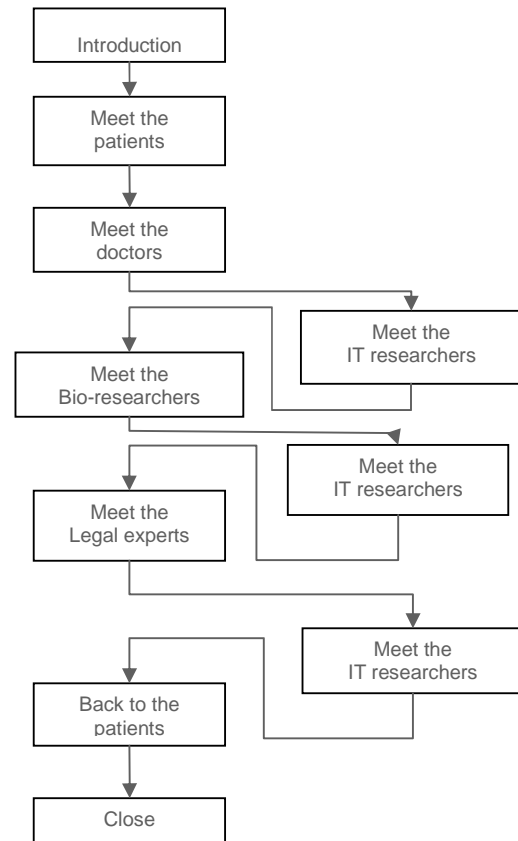 Introduction
Meet the
patients
Meet the
doctors
Meet the
IT researchers
Meet the
Bio-researchers
Meet the
IT researchers
Meet the
Legal experts
Meet the
IT researchers
Back to the
patients
Close